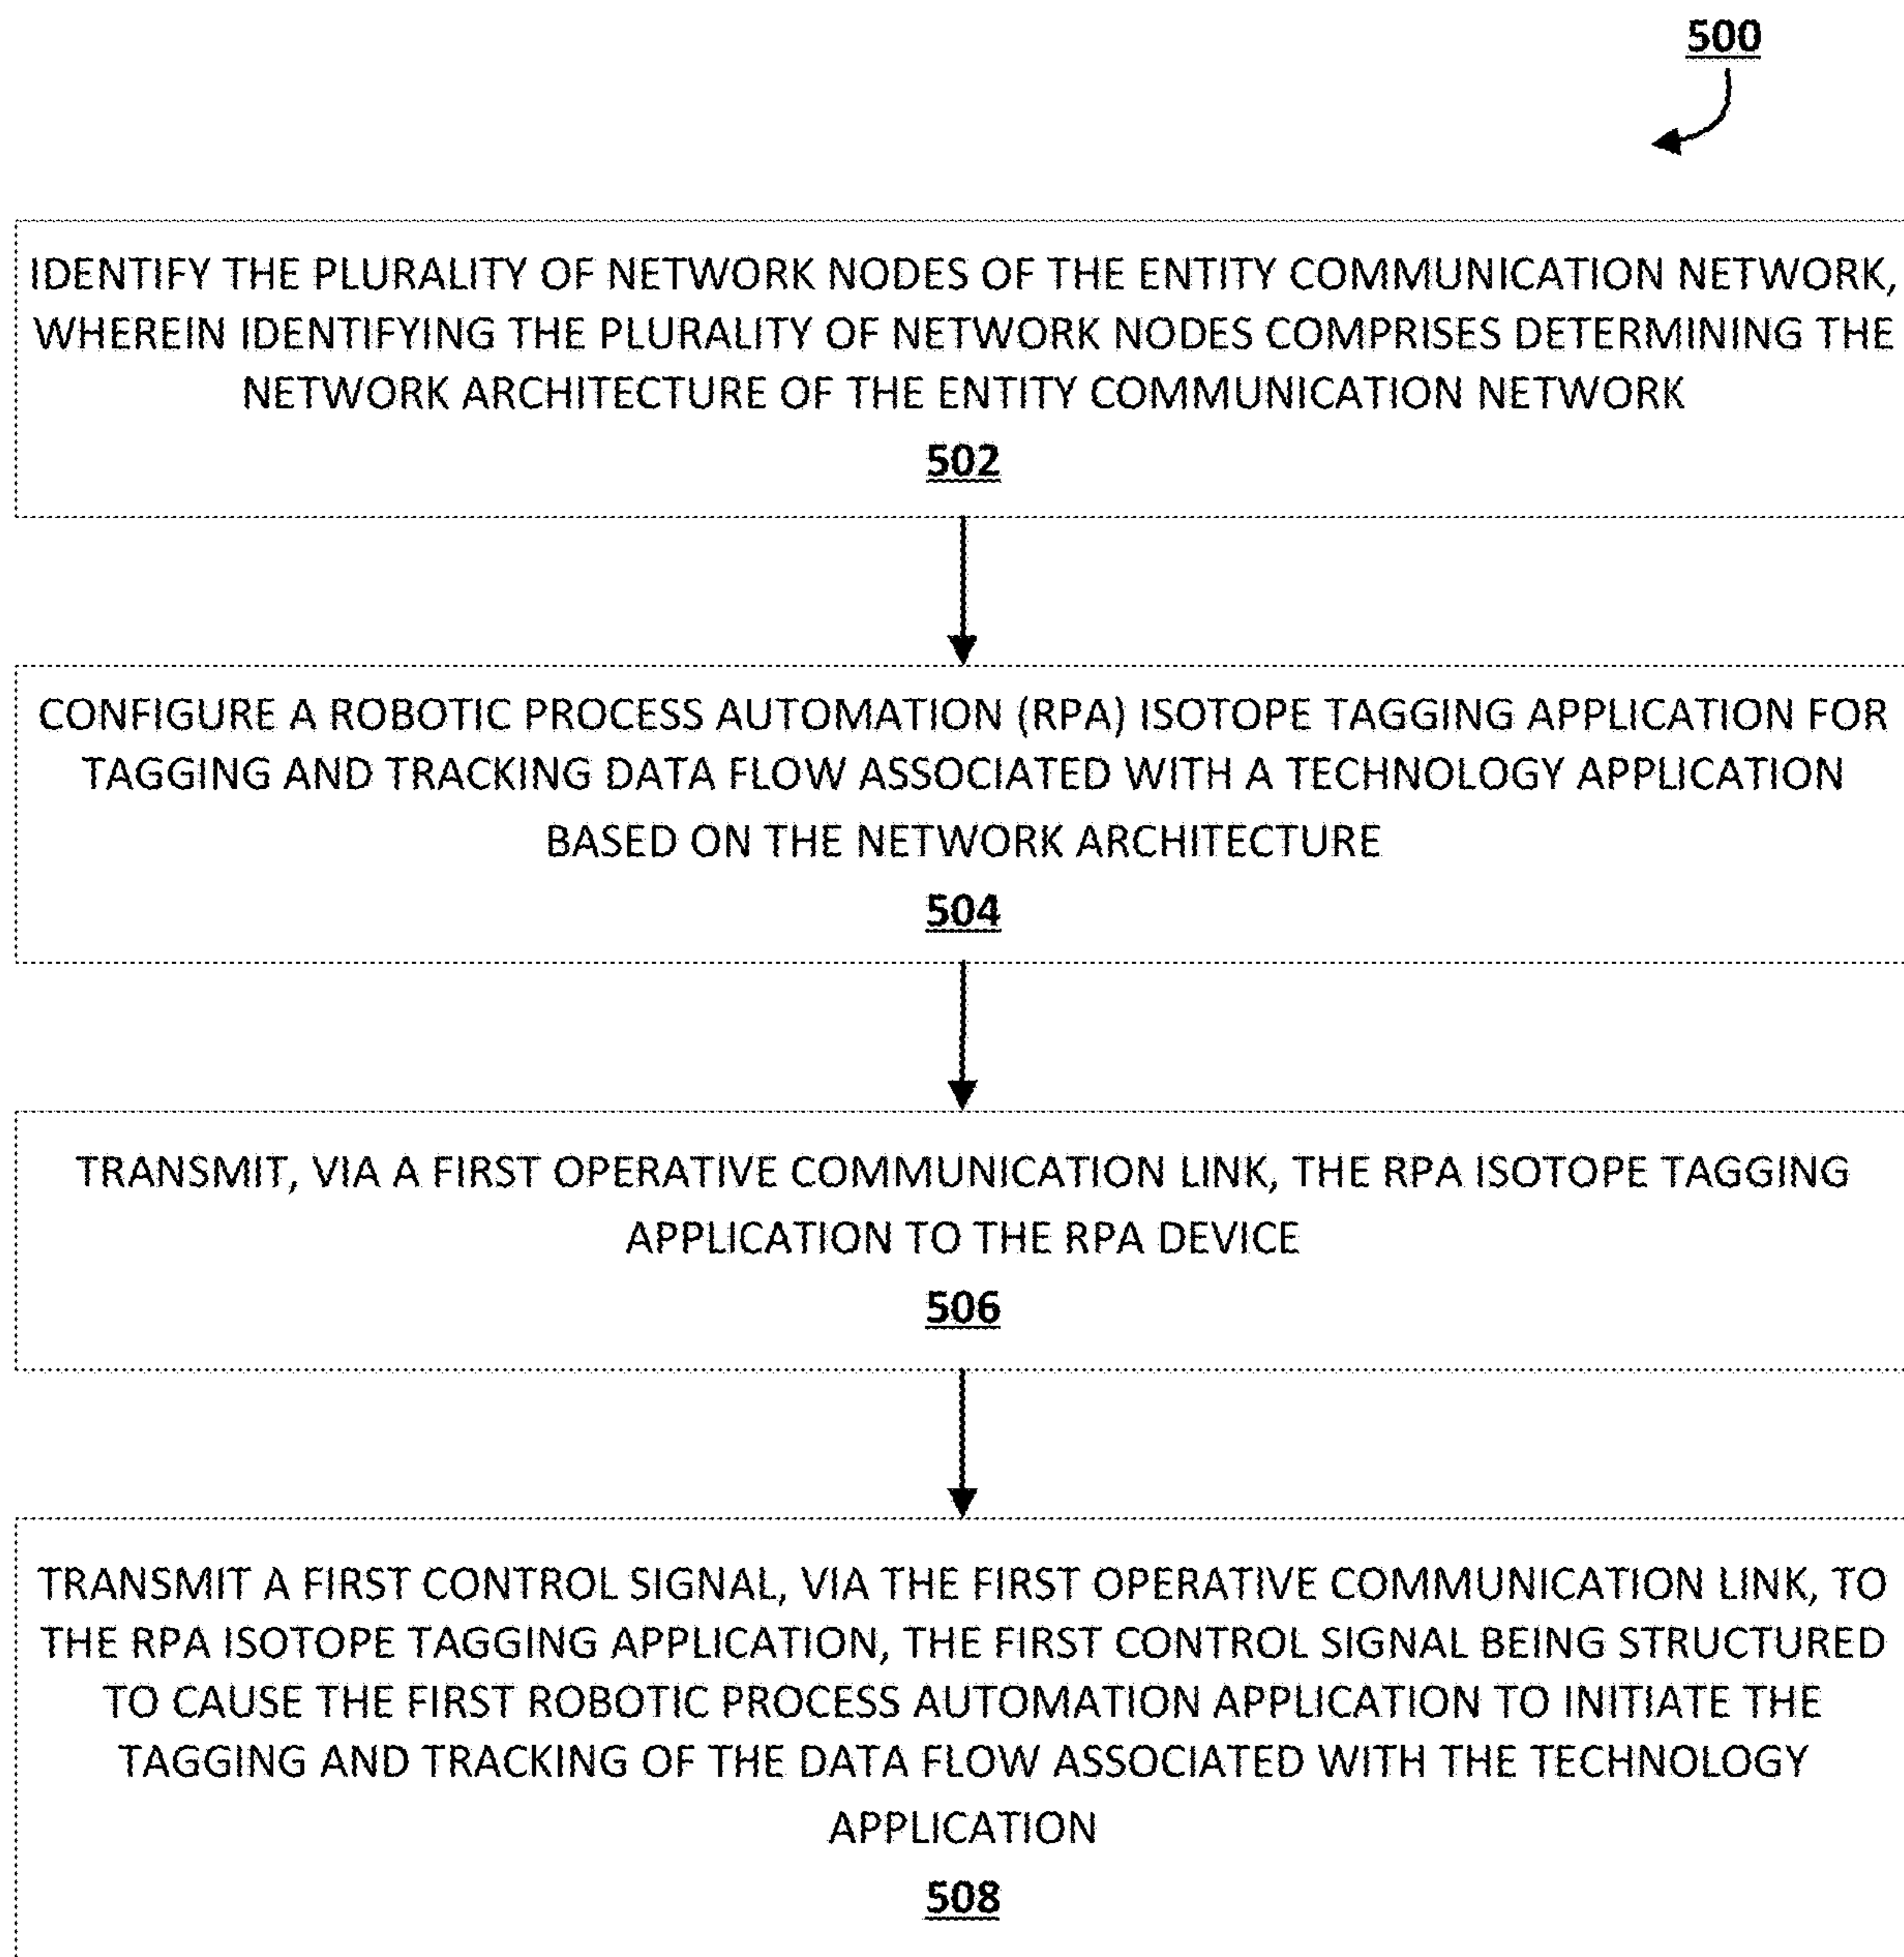 500
IDENTIFY THE PLURALITY OF NETWORK NODES OF THE ENTITY COMMUNICATION NETWORK,
WHEREIN IDENTIFYING THE PLURALITY OF NETWORK NODES COMPRISES DETERMINING THE
NETWORK ARCHITECTURE OF THE ENTITY COMMUNICATION NETWORK
502
CONFIGURE A ROBOTIC PROCESS AUTOMATION (RPA) ISOTOPE TAGGING APPLICATION FOR
TAGGING AND TRACKING DATA FLOW ASSOCIATED WITH A TECHNOLOGY APPLICATION
BASED ON THE NETWORK ARCHITECTURE
504
TRANSMIT, VIA A FIRST OPERATIVE COMMUNICATION LINK, THE RPA ISOTOPE TAGGING
APPLICATION TO THE RPA DEVICE
506
TRANSMIT A FIRST CONTROL SIGNAL, VIA THE FIRST OPERATIVE COMMUNICATION LINK, TO
THE RPA ISOTOPE TAGGING APPLICATION, THE FIRST CONTROL SIGNAL BEING STRUCTURED
TO CAUSE THE FIRST ROBOTIC PROCESS AUTOMATION APPLICATION TO INITIATE THE
TAGGING AND TRACKING OF THE DATA FLOW ASSOCIATED WITH THE TECHNOLOGY
APPLICATION
508